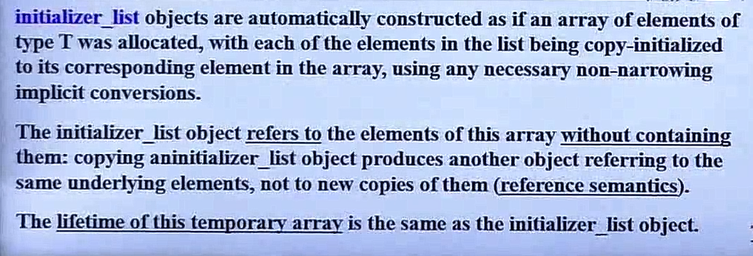 initializer_list objects are automatically constructed as if an array of elements of
type T was allocated, with each of the elements in the list being copy-initialized
to its corresponding element in the array, using any necessary non-narrowing
implicit conversions.
The initializer_list object refers to the elements of this array without containing
them: copying aninitializer_list object produces another object referring to the
same underlying elements, not to new copies of them (reference semantics).
The lifetime of this temporary array is the same as the initializer_list object.